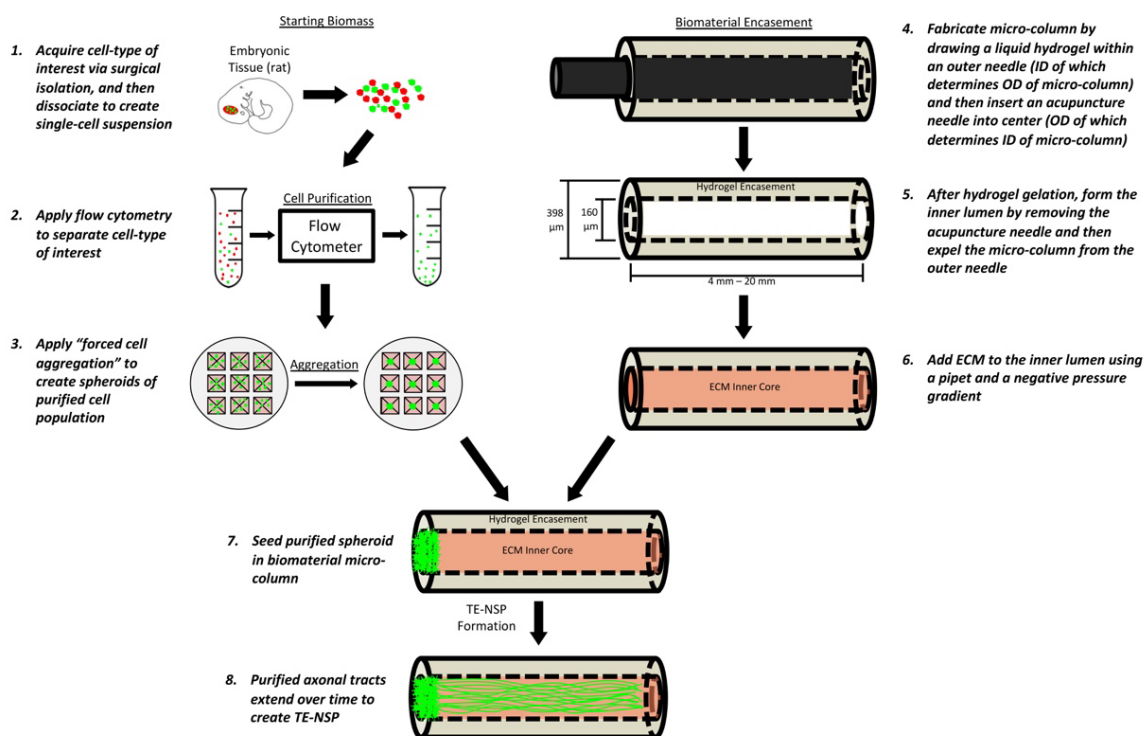 Starting Biomass
1. Acquire cell-type of
interest via surgical
isolation, and then
dissociate to create
single-cell suspension
Embryonic
Tissue (rat)
2. Apply flow cytometry
to separate cell-type
of interest
Cell Purification
Flow
Cytometer
3. Apply “forced cell
aggregation” to
create spheroids of
purified cell
population
Aggregation
Biomaterial Encasement
4. Fabricate micro-column by
drawing a liquid hydrogel within
an outer needle (ID of which
determines OD of micro-column)
and then insert an acupuncture
needle into center (OD of which
determines ID of micro-column)
Hydrogel Encasement
398
µm
160
µm
4 mm – 20 mm
5. After hydrogel gelation, form the
inner lumen by removing the
acupuncture needle and then
expel the micro-column from the
outer needle
ECM Inner Core
6. Add ECM to the inner lumen using
a pipet and a negative pressure
gradient
7. Seed purified spheroid
in biomaterial micro-
column
Hydrogel Encasement
ECM Inner Core
TE-NSP
Formation
8. Purified axonal tracts
extend over time to
create TE-NSP